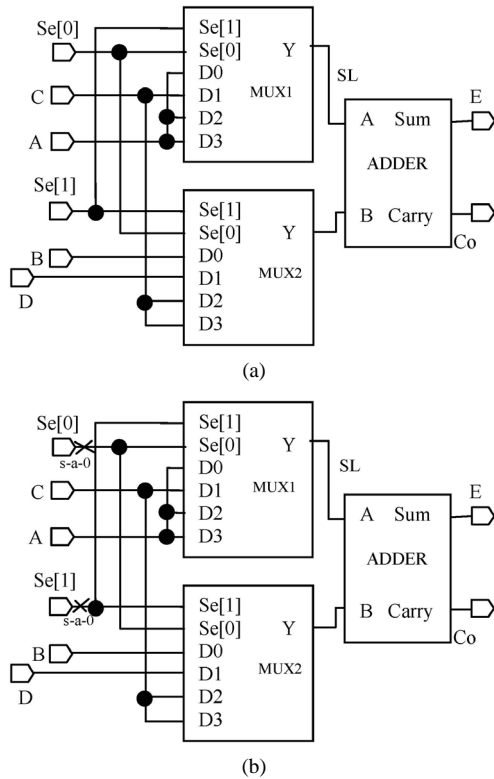 Se[0]
C
A
Se[1]
B
D
Se[1]
Se[0]
D0
D1
D2
D3
Y
MUX1
SL
Se[1]
Se[0]
D0
D1
D2
D3
Y
MUX2
A Sum
ADDER
B Carry
E
Co
(a)
Se[0]
s-a-0
C
A
Se[1]
s-a-0
B
D
Se[1]
Se[0]
D0
D1
D2
D3
Y
MUX1
SL
Se[1]
Se[0]
D0
D1
D2
D3
Y
MUX2
A Sum
ADDER
B Carry
E
Co
(b)